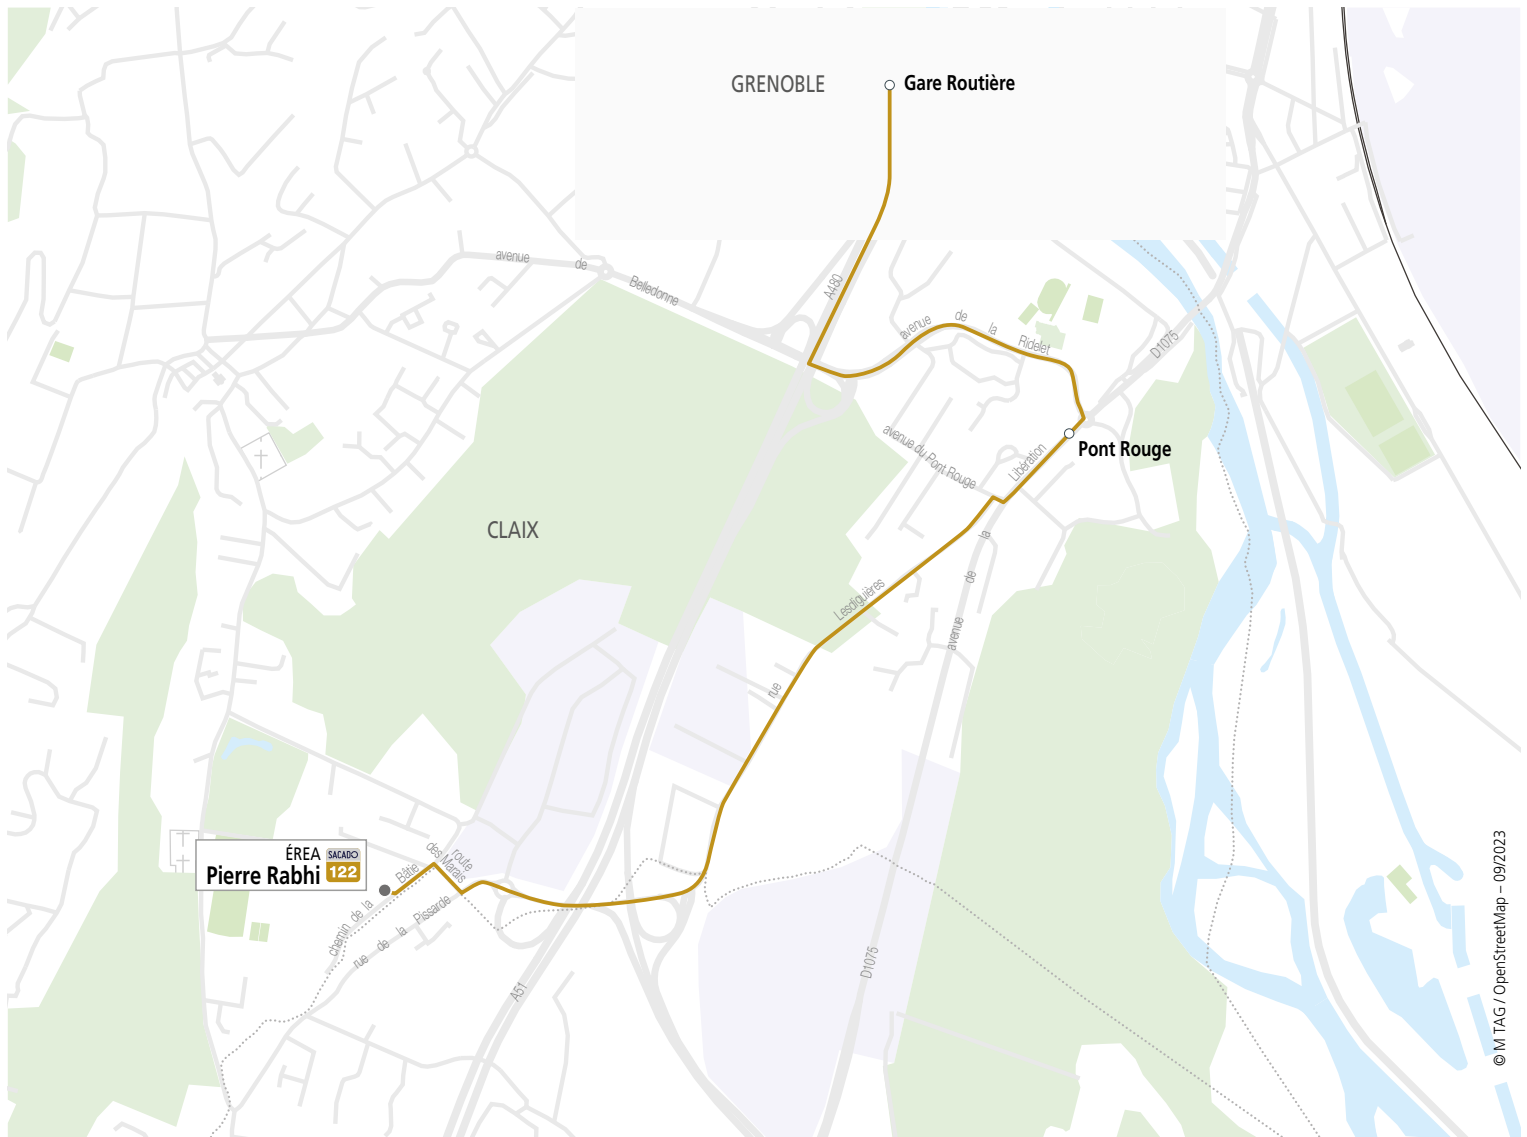 GRENOBLE
Gare Routière
avenue de Belledonne
A480
avenue de la Ridelet
D1075
avenue du Pont Rouge
Libération
Pont Rouge
CLAIX
la
de
avenue
Lesdiguières
rue
ÉREA
Pierre Rabhi
SACADO
122
Bâtie
route
des Marais
chemin de la
rue de la Pissarde
A51
D1075
© M TAG / OpenStreetMap – 09/2023